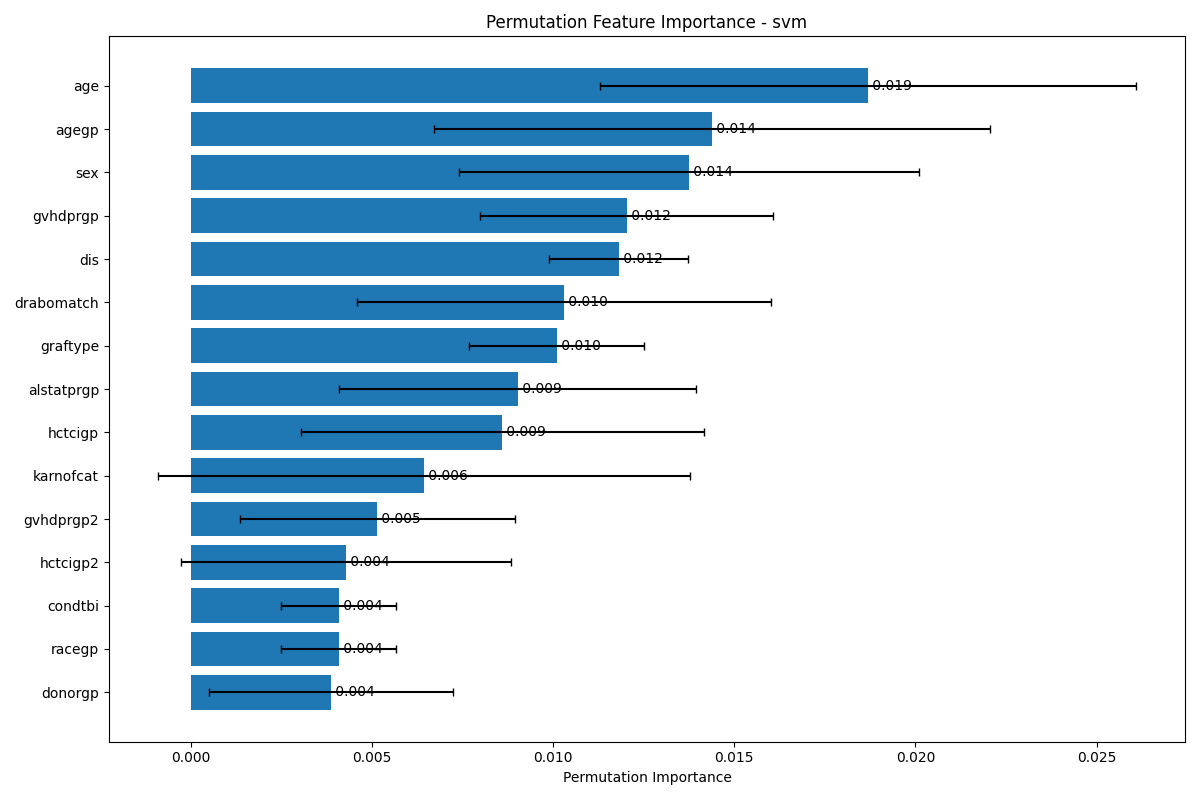 Permutation Feature Importance - svm
age 0.019
agegp 0.014
sex 0.014
gvhdprgp 0.012
dis 0.012
drabomatch 0.010
graftype 0.010
alstatprgp 0.009
hctcigp 0.009
karnofcat 0.006
gvhdprgp2 0.005
hctcigp2 0.004
condtbi 0.004
racegp 0.004
donorgp 0.004
0.000 0.005 0.010 0.015 0.020 0.025
Permutation Importance